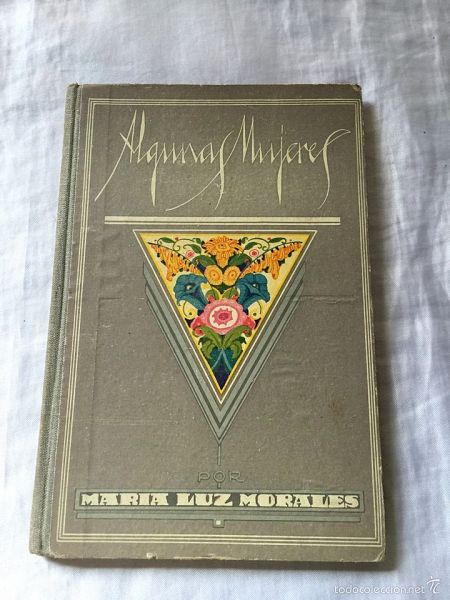 Algunas Mujeres
POR
MARIA LUZ MORALES
todocoleccion.net